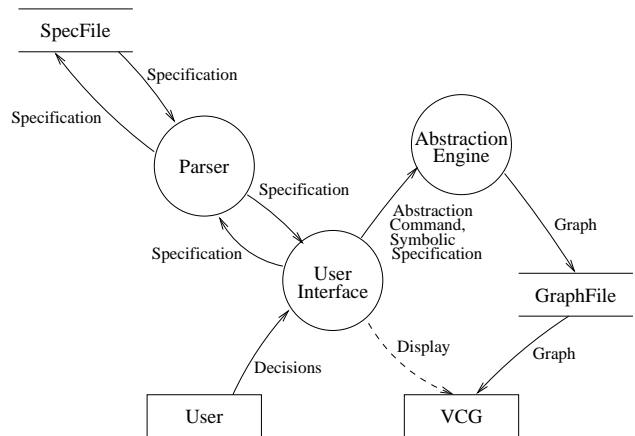 SpecFile
Specification
Specification
Parser
Abstraction
Engine
Specification
Specification
Abstraction
Command,
Symbolic
Specification
Graph
User
Interface
GraphFile
Display
Graph
Decisions
User
VCG